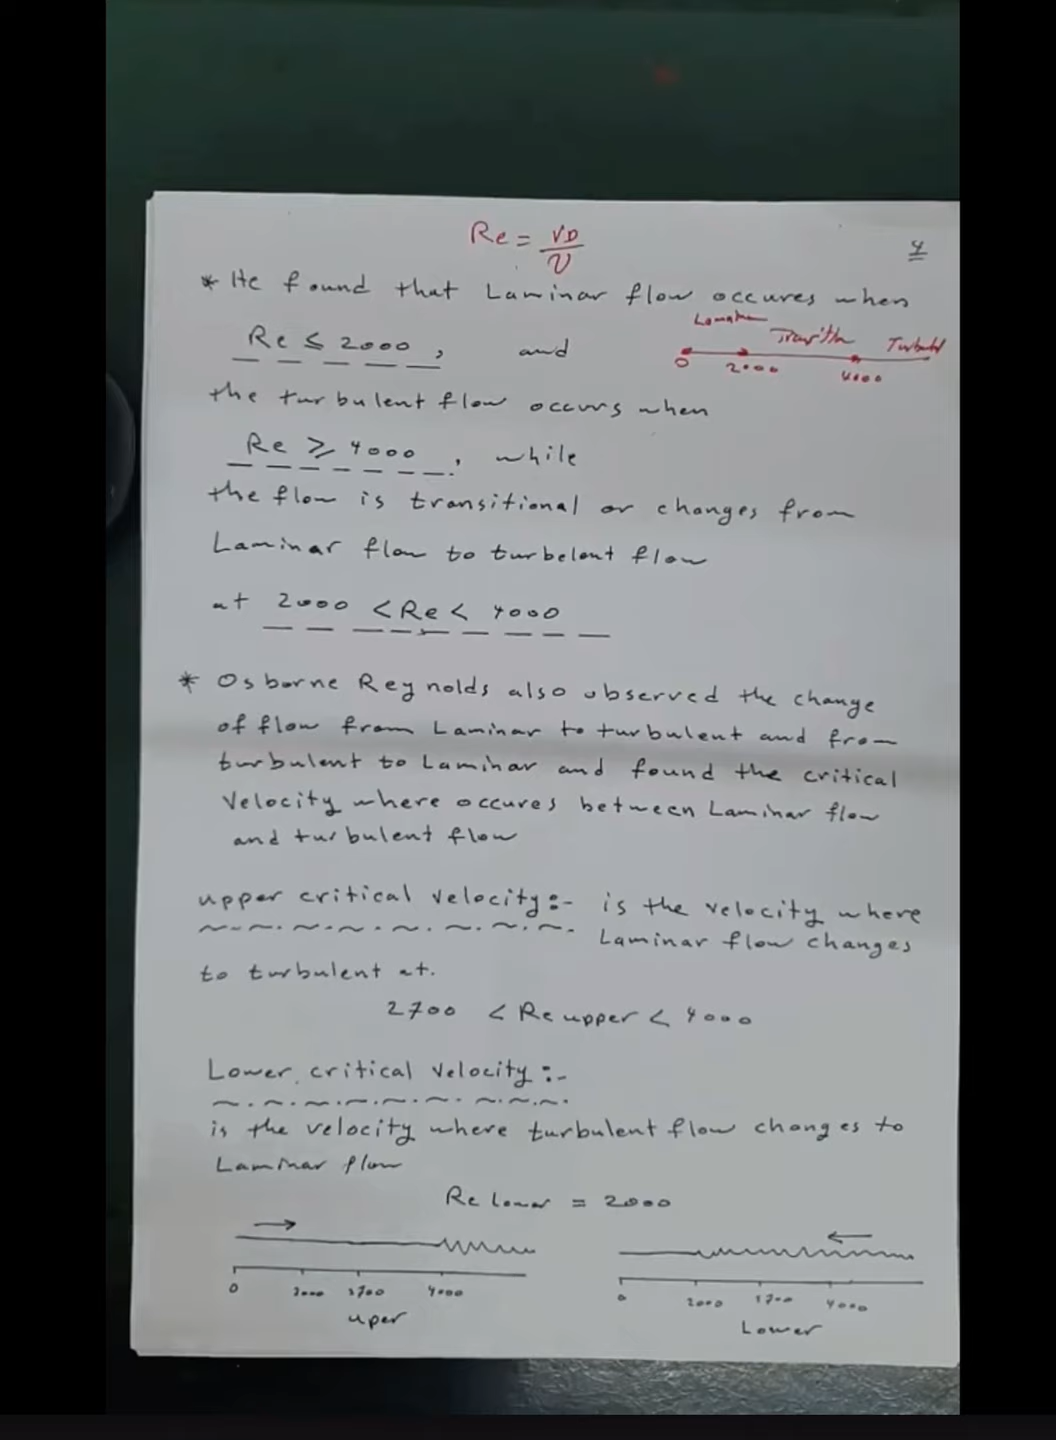 Re = VD/ν
4
* He found that Laminar flow occures when
Re ≤ 2000, and
Laminar Transition Turbulent
0 2000 4000
the turbulent flow occurs when
Re ≥ 4000, while
the flow is transitional or changes from
Laminar flow to turbelent flow
at 2000 < Re < 4000
* Osborne Reynolds also observed the change
of flow from Laminar to turbulent and from
turbulent to Laminar and found the critical
Velocity where occures between Laminar flow
and turbulent flow
upper critical velocity:- is the velocity where
Laminar flow changes
to turbulent at.
2700 < Re upper < 4000
Lower critical velocity:-
is the velocity where turbulent flow changes to
Laminar flow
Re lower = 2000
0 2000 2700 4000
uper
0 2000 2700 4000
Lower